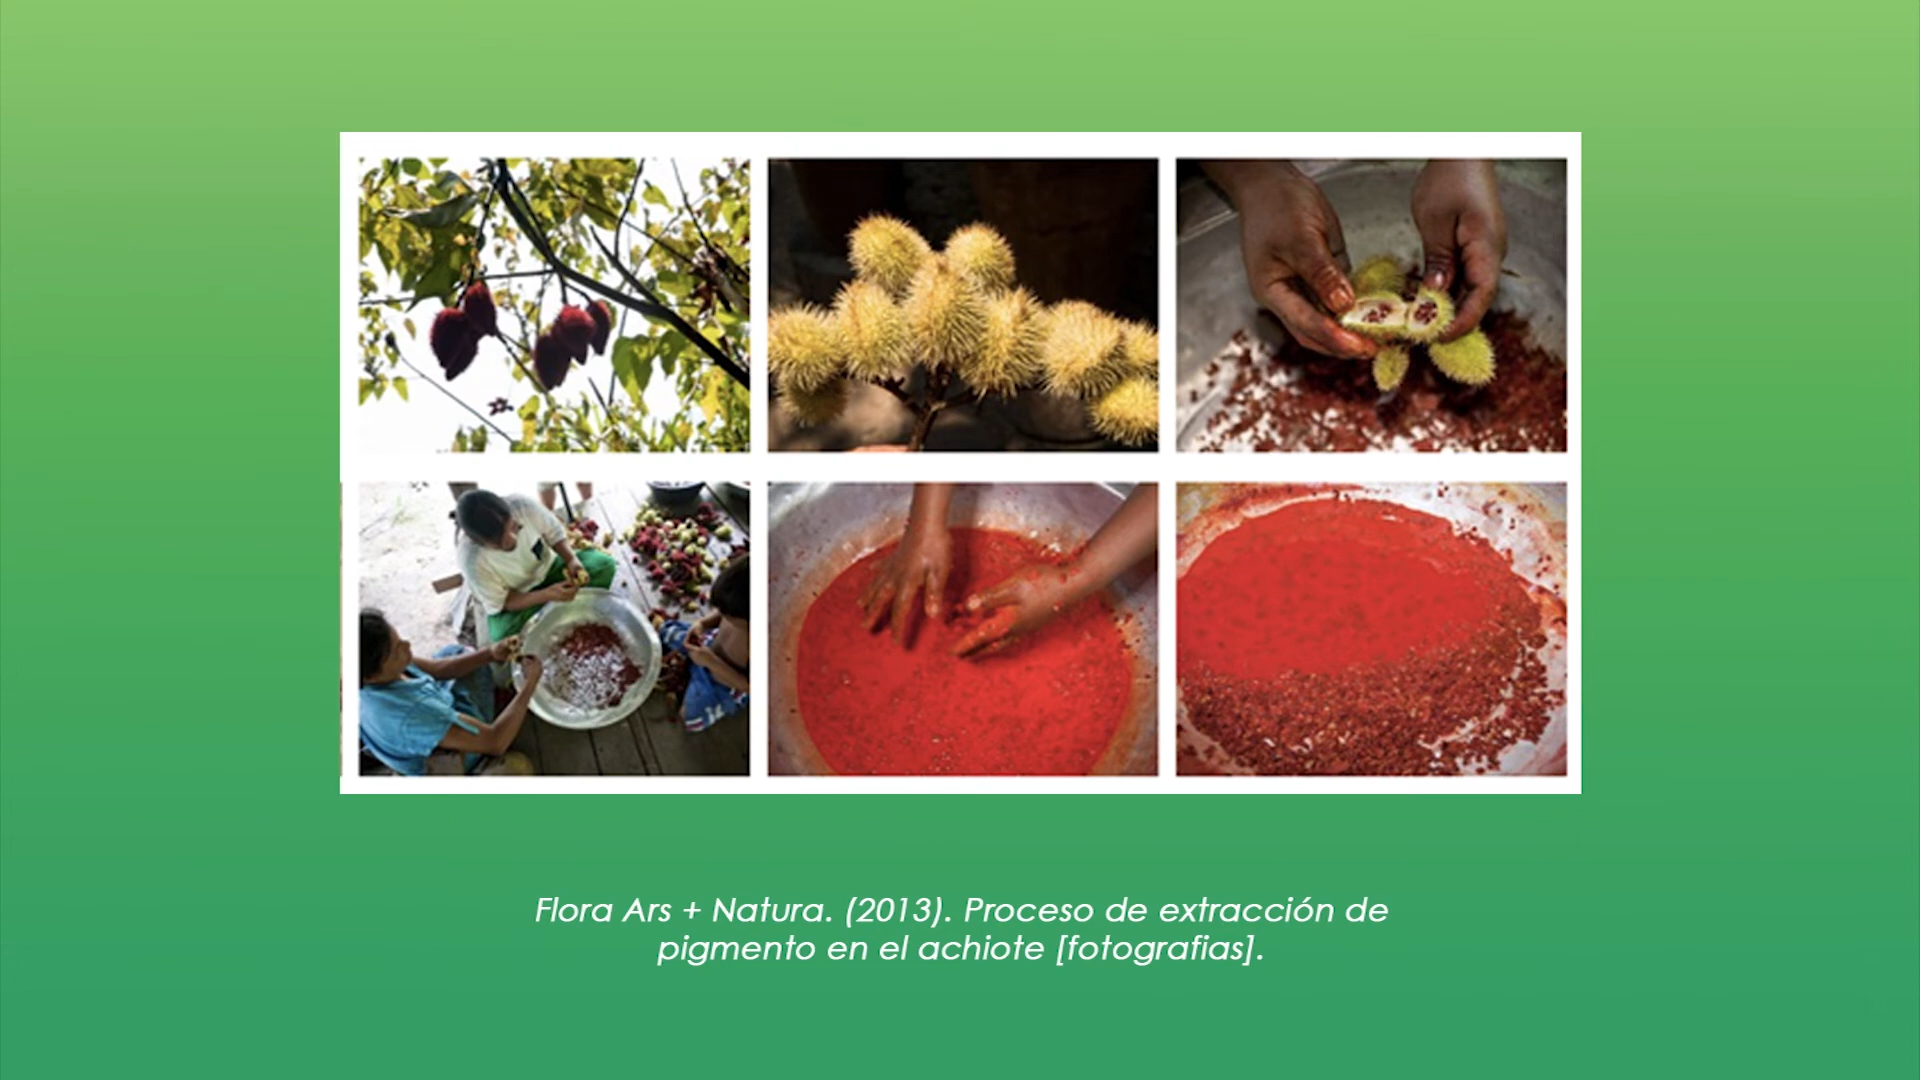 Flora Ars + Natura. (2013). Proceso de extracción de
pigmento en el achiote [fotografias].